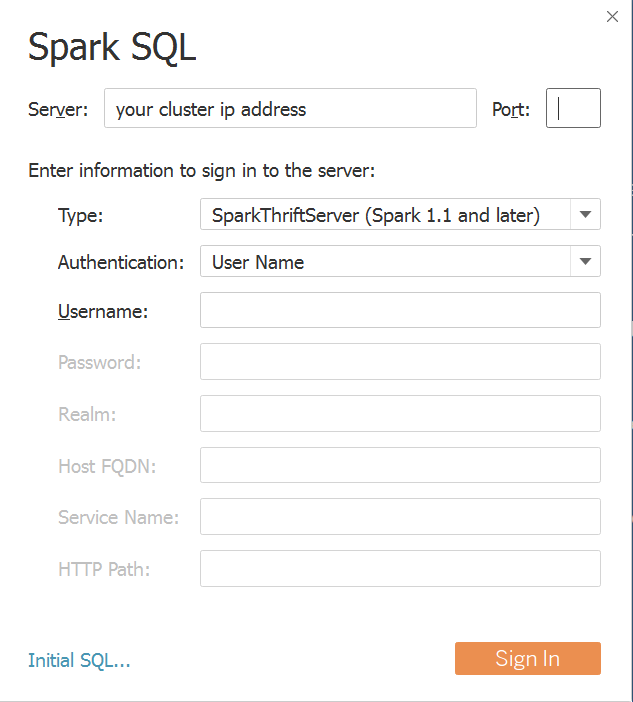 Spark SQL
Server: your cluster ip address Port:
Enter information to sign in to the server:
Type: SparkThriftServer (Spark 1.1 and later)
Authentication: User Name
Username:
Password:
Realm:
Host FQDN:
Service Name:
HTTP Path:
Initial SQL... Sign In